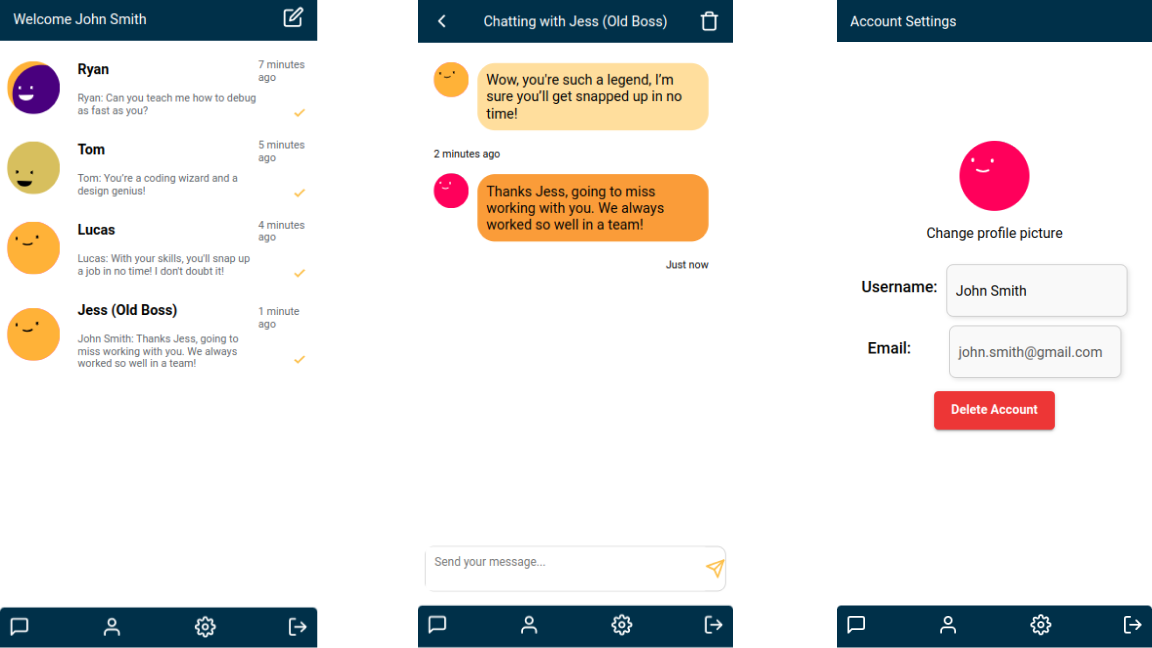 Welcome John Smith
Ryan
7 minutes
ago
Ryan: Can you teach me how to debug
as fast as you?
Tom
5 minutes
ago
Tom: You're a coding wizard and a
design genius!
Lucas
4 minutes
ago
Lucas: With your skills, you'll snap up
a job in no time! I don't doubt it!
Jess (Old Boss)
1 minute
ago
John Smith: Thanks Jess, going to
miss working with you. We always
worked so well in a team!
Chatting with Jess (Old Boss)
Wow, you're such a legend, I'm
sure you'll get snapped up in no
time!
2 minutes ago
Thanks Jess, going to miss
working with you. We always
worked so well in a team!
Just now
Send your message...
Account Settings
Change profile picture
Username:
John Smith
Email:
john.smith@gmail.com
Delete Account